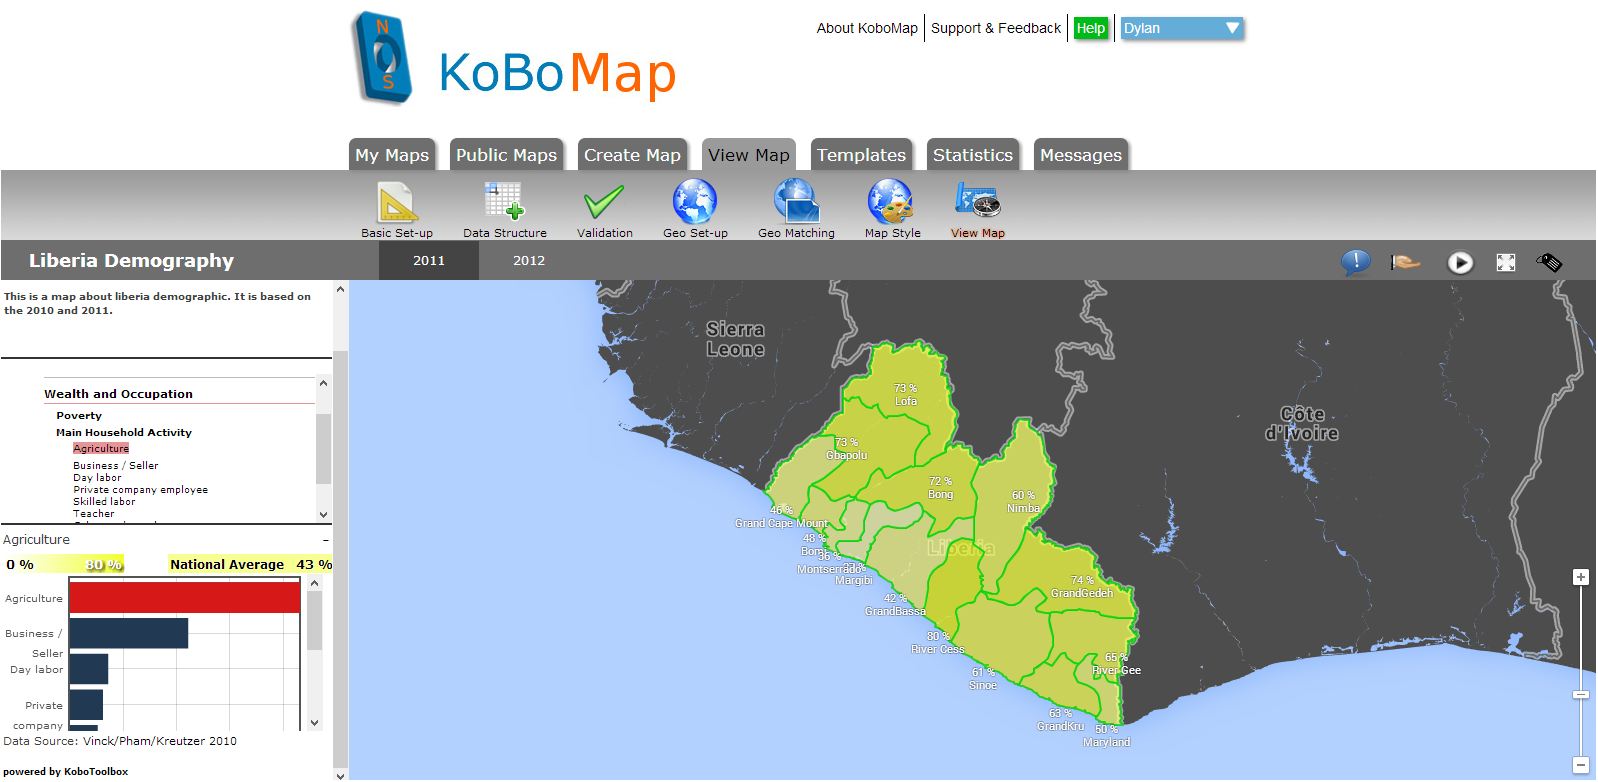 N
S
KoBoMap
About KoboMap
Support & Feedback
Help
Dylan
My Maps
Public Maps
Create Map
View Map
Templates
Statistics
Messages
Basic Set-up
Data Structure
Validation
Geo Set-up
Geo Matching
Map Style
View Map
Liberia Demography
2011
2012
This is a map about liberia demographic. It is based on
the 2010 and 2011.
Wealth and Occupation
Poverty
Main Household Activity
Agriculture
Business / Seller
Day labor
Private company employee
Skilled labor
Teacher
Agriculture
-
0 %
80 %
National Average 43 %
Agriculture
Business /
Seller
Day labor
Private
company
Data Source: Vinck/Pham/Kreutzer 2010
powered by KoboToolbox
Sierra
Leone
Côte
d'Ivoire
Liberia
73 %
Lofa
73 %
Gbapolu
72 %
Bong
60 %
Nimba
46 %
Grand Cape Mount
48 %
Bomi
36 %
Montserrado
Margibi
42 %
GrandBassa
80 %
River Cess
74 %
GrandGedeh
65 %
River Gee
61 %
Sinoe
63 %
GrandKru
50 %
Maryland